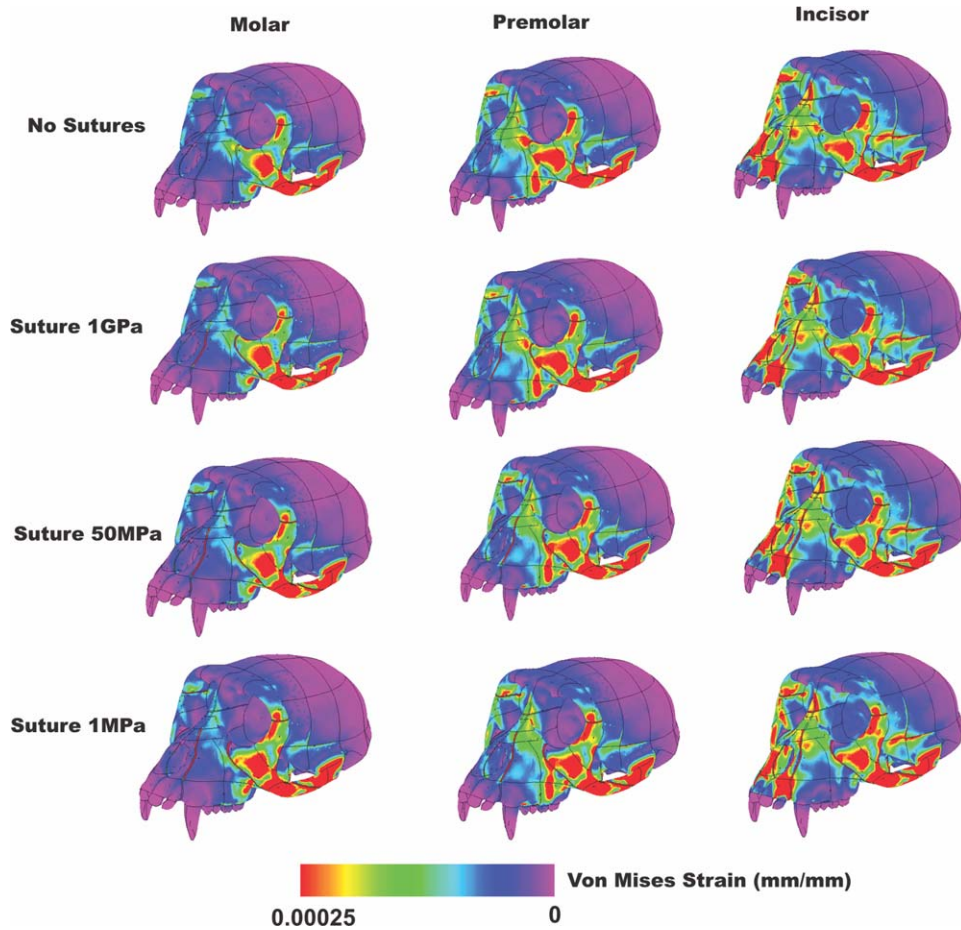 Molar Premolar Incisor
No Sutures
Suture 1GPa
Suture 50MPa
Suture 1MPa
Von Mises Strain (mm/mm)
0.00025 0